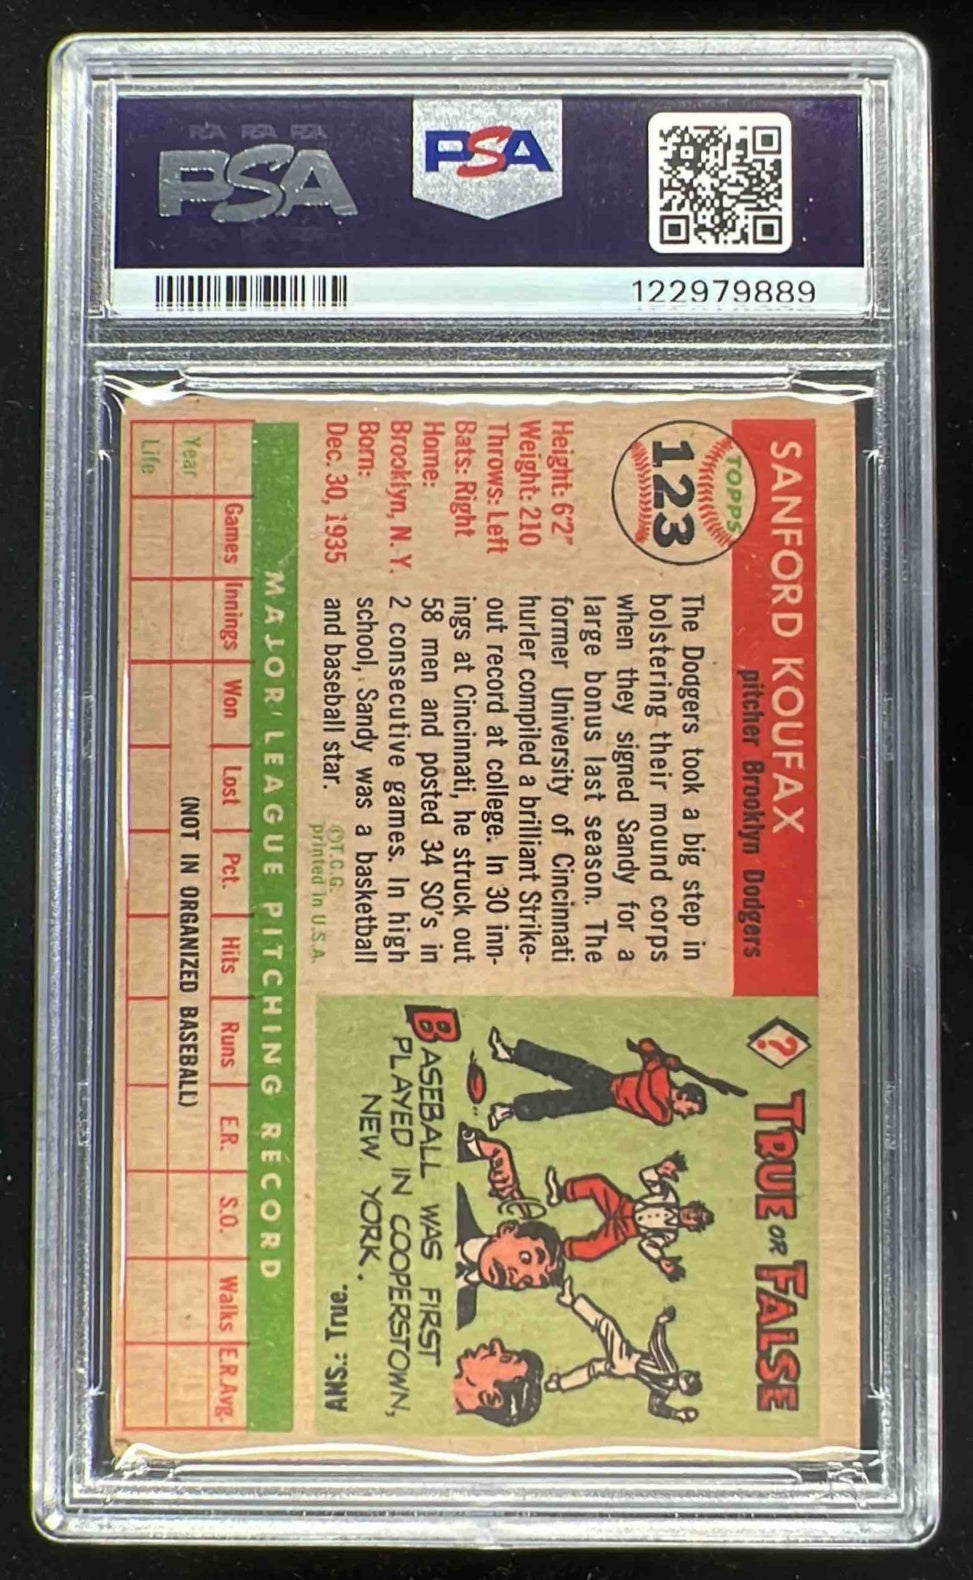 PSA PSA PSA
PSA
PSA
122979889
SANFORD KOUFAX
pitcher Brooklyn Dodgers
TOPPS
123
Height: 6'2"
Weight: 210
Throws: Left
Bats: Right
Home:
Brooklyn, N. Y.
Born:
Dec. 30, 1935
The Dodgers took a big step in
bolstering their mound corps
when they signed Sandy for a
large bonus last season. The
former University of Cincinnati
hurler compiled a brilliant Strike-
out record at college. In 30 inn-
ings at Cincinnati, he struck out
58 men and posted 34 SO's in
2 consecutive games. In high
school, Sandy was a basketball
and baseball star.
©T.C.G.
printed in U.S.A.
?
TRUE OR FALSE
BASEBALL WAS FIRST
PLAYED IN COOPERSTOWN,
NEW YORK.
ANS: True.
MAJOR LEAGUE PITCHING RECORD
Games Innings Won Lost Pct. Hits Runs E.R. S.O. Walks E.R.Avg.
Year
(NOT IN ORGANIZED BASEBALL)
Life